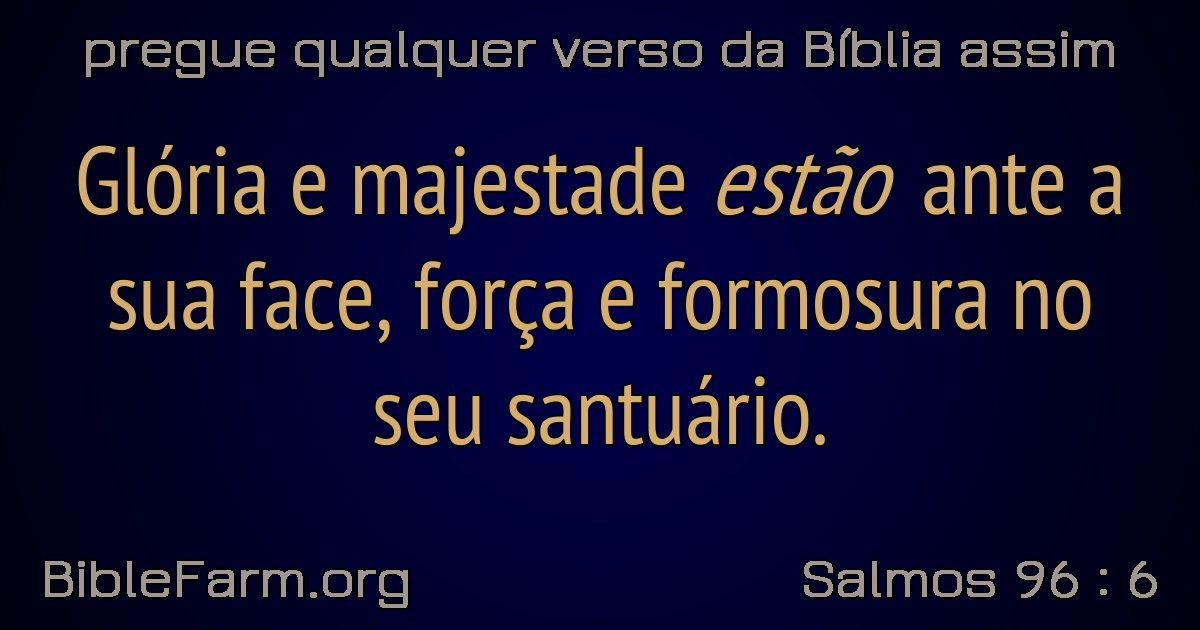 pregue qualquer verso da Bíblia assim
Glória e majestade estão ante a
sua face, força e formosura no
seu santuário.
BibleFarm.org
Salmos 96 : 6